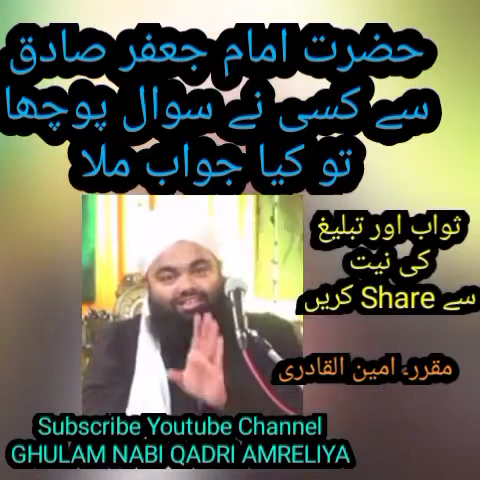 حضرت امام جعفر صادق
سے کسی نے سوال پوچھا
تو کیا جواب ملا
ثواب اور تبلیغ
کی نیت
سے Share کریں
مقرر، امین القادری
Subscribe Youtube Channel
GHULAM NABI QADRI AMRELIYA